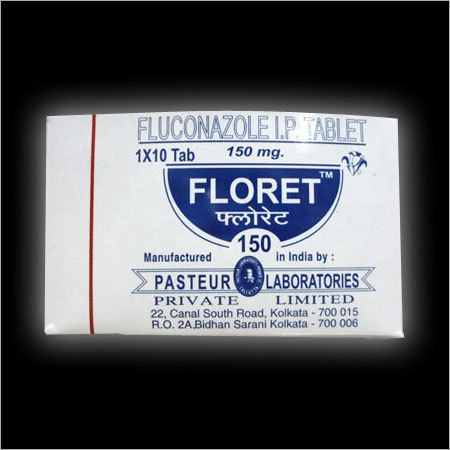 FLUCONAZOLE I.P. TABLET
1X10 Tab 150 mg.
FLORET™
फ्लोरेट
150
Manufactured in India by :
PASTEUR LABORATORIES
PRIVATE LIMITED
22, Canal South Road, Kolkata - 700 015
R.O. 2A,Bidhan Sarani Kolkata - 700 006